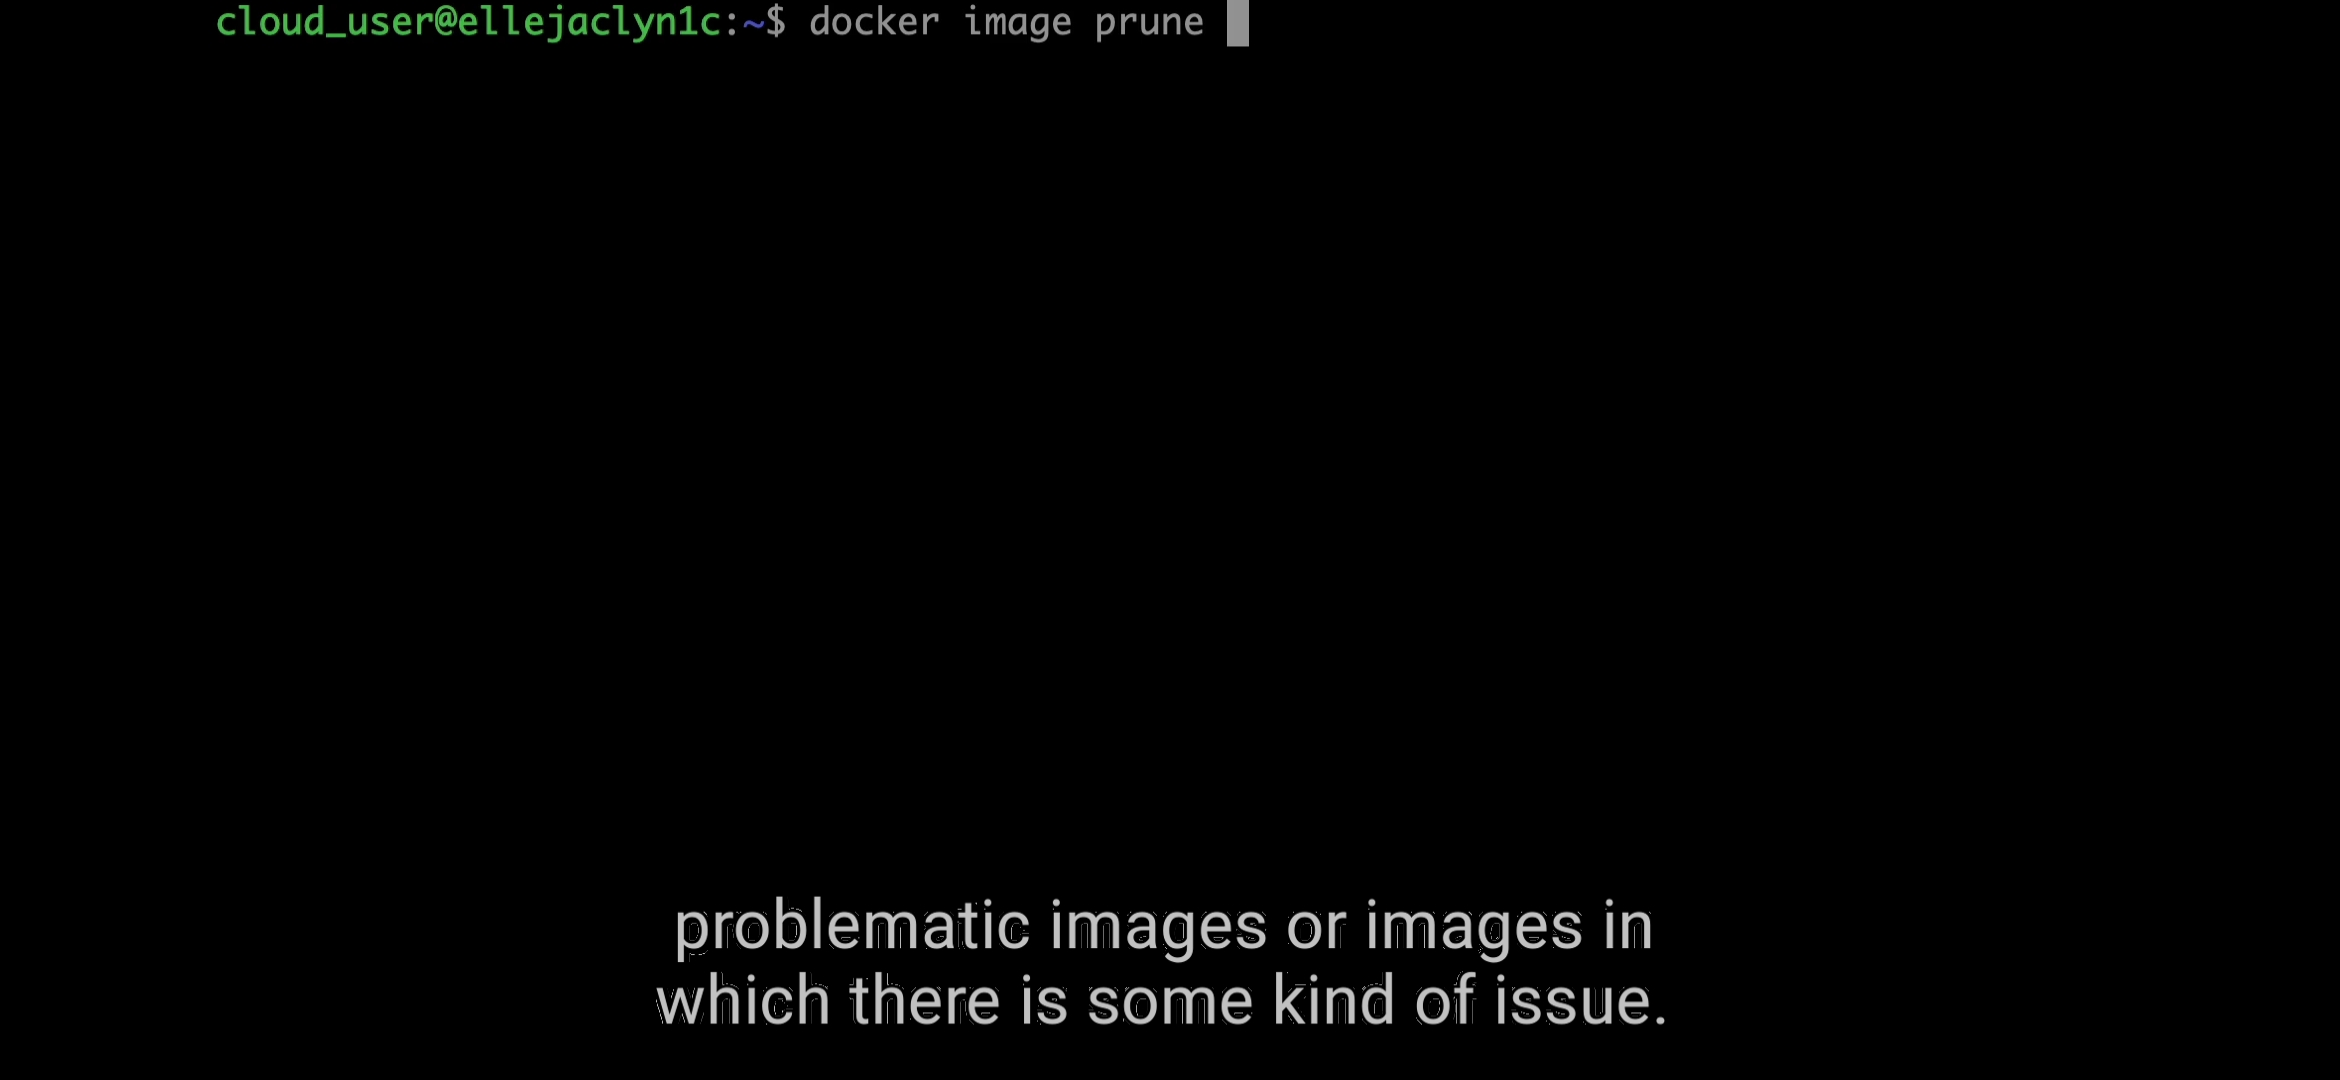 cloud_user@ellejaclyn1c:~$ docker image prune
problematic images or images in
which there is some kind of issue.